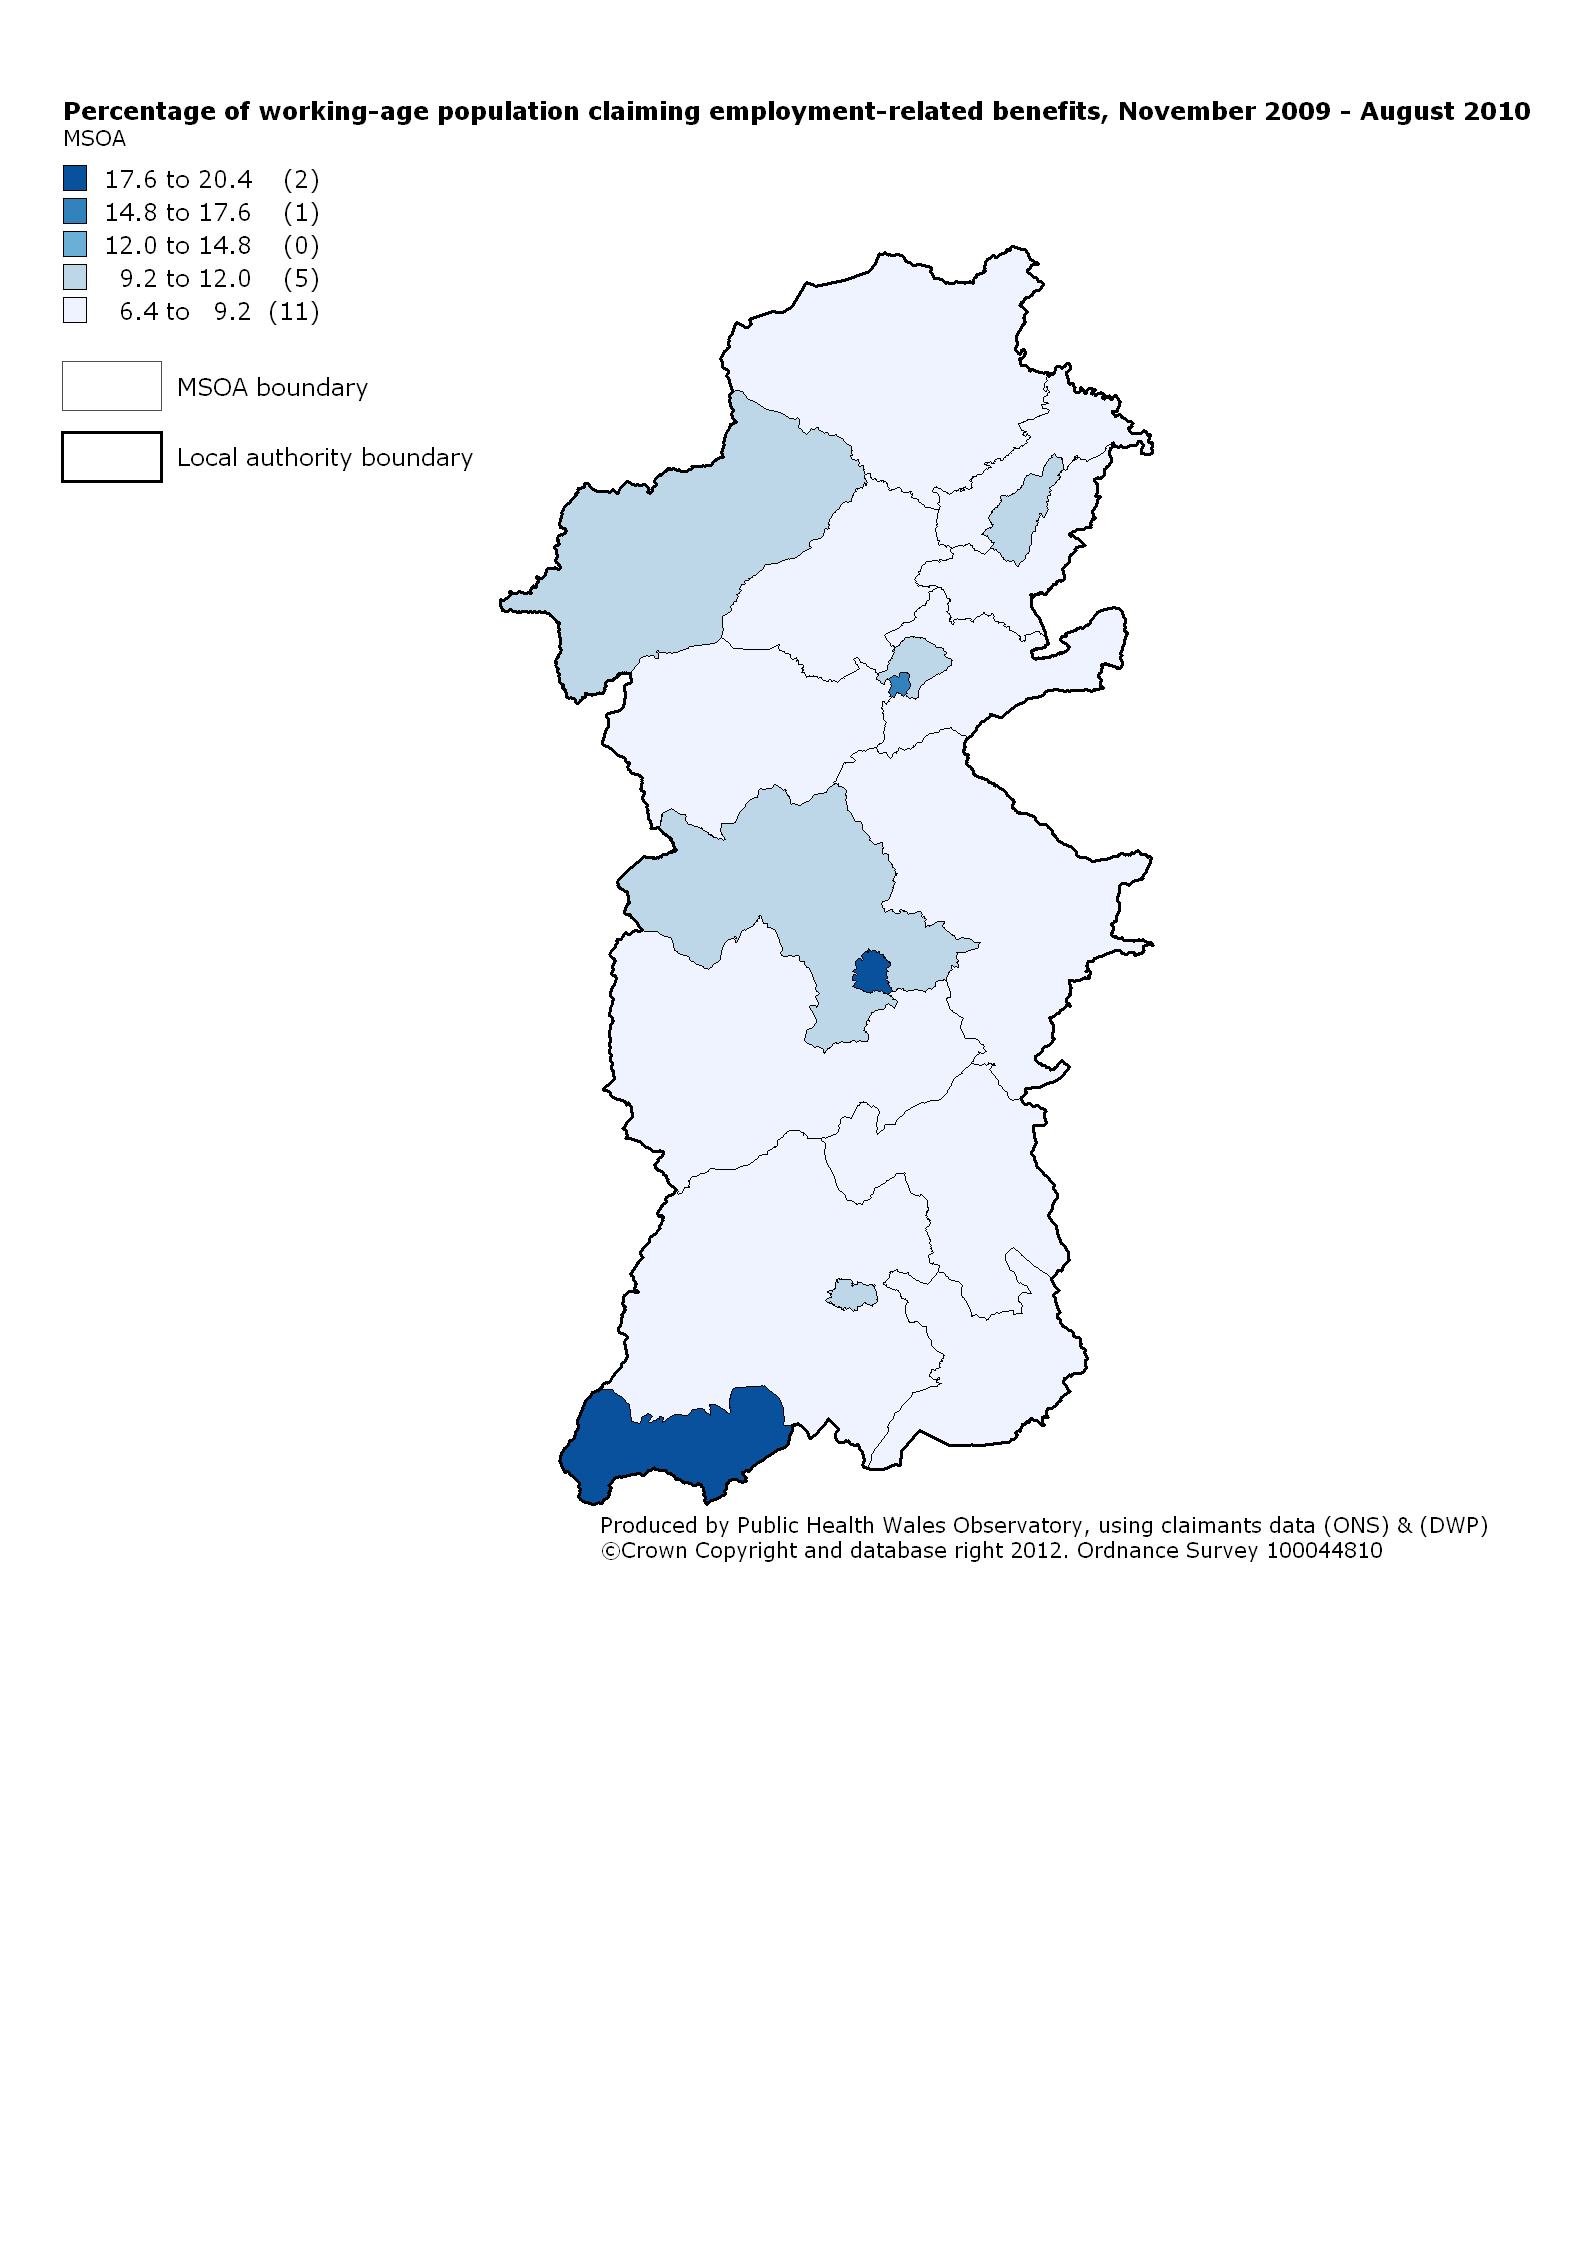 Percentage of working-age population claiming employment-related benefits, November 2009 - August 2010
MSOA
17.6 to 20.4 (2)
14.8 to 17.6 (1)
12.0 to 14.8 (0)
9.2 to 12.0 (5)
6.4 to 9.2 (11)
MSOA boundary
Local authority boundary
Produced by Public Health Wales Observatory, using claimants data (ONS) & (DWP)
©Crown Copyright and database right 2012. Ordnance Survey 100044810